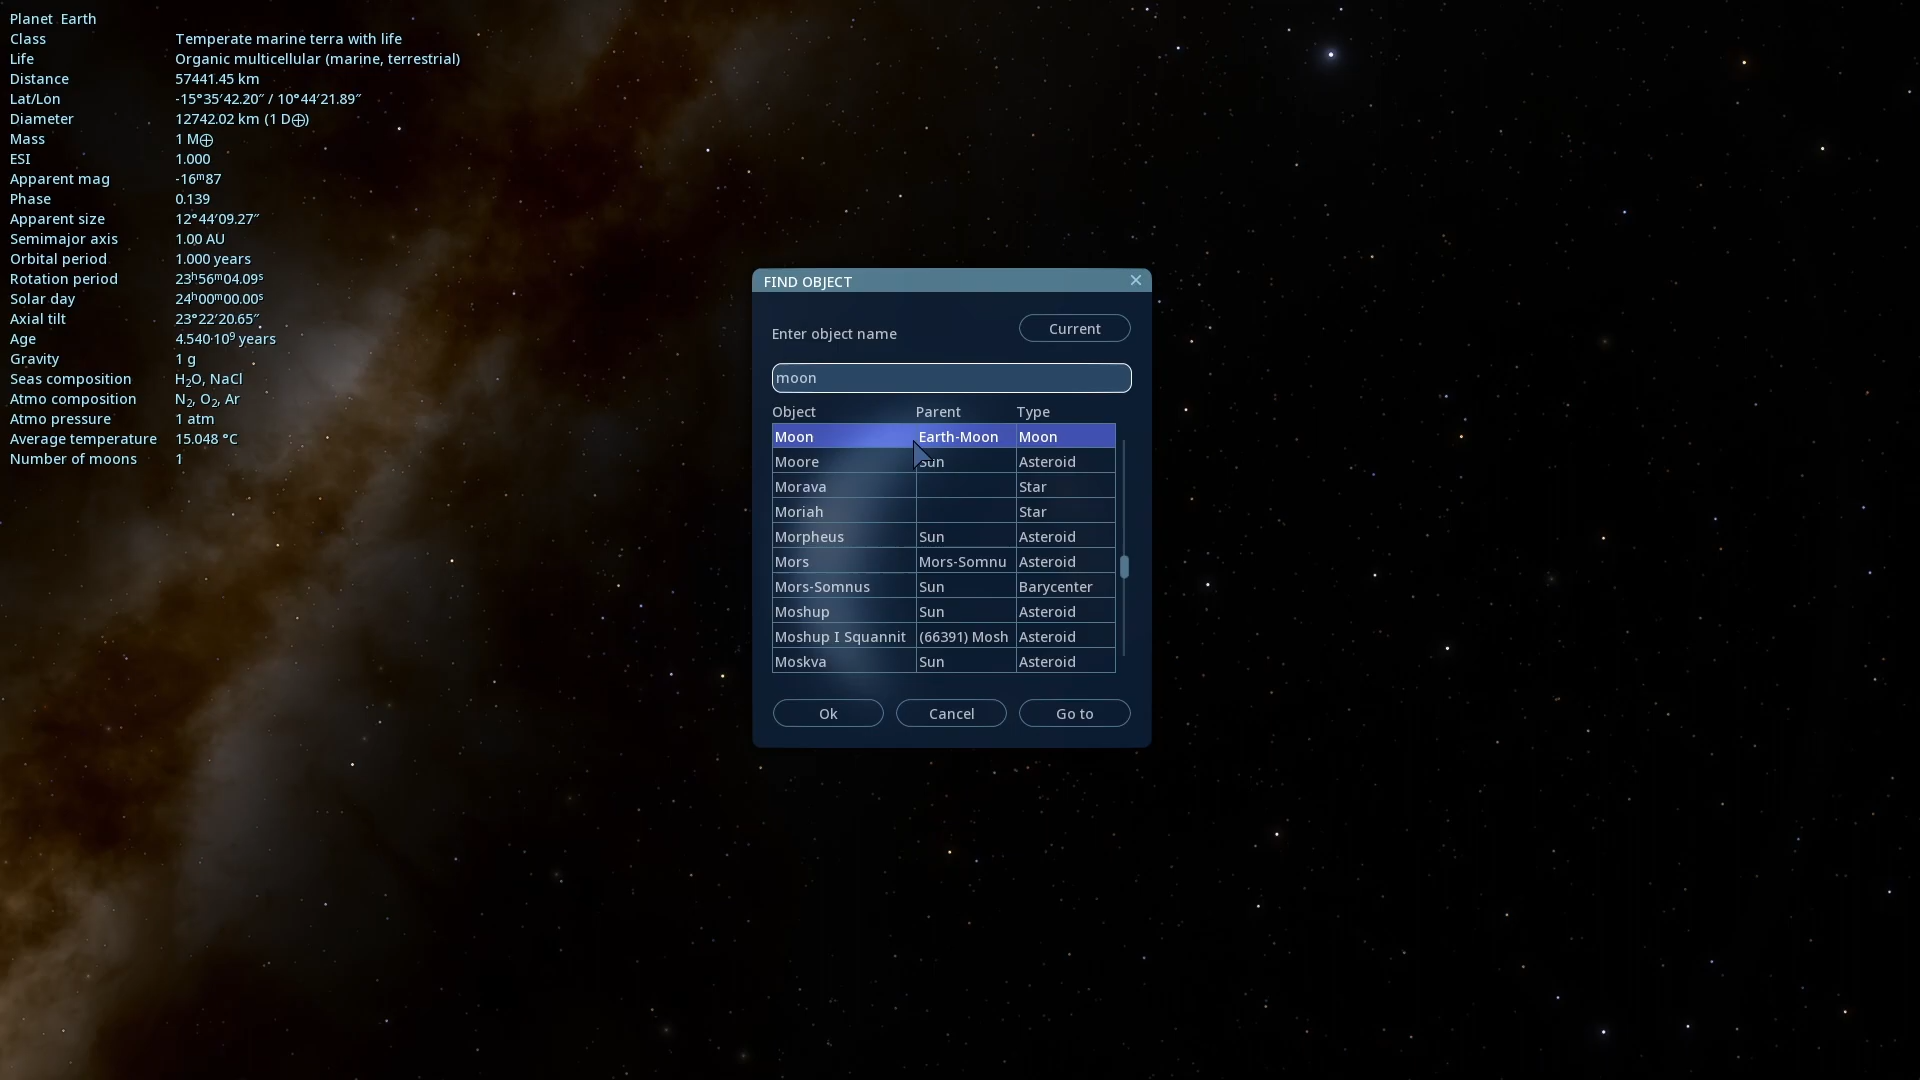 Planet Earth
Class Temperate marine terra with life
Life Organic multicellular (marine, terrestrial)
Distance 57441.45 km
Lat/Lon -15°35′42.20″ / 10°44′21.89″
Diameter 12742.02 km (1 D⨁)
Mass 1 M⨁
ESI 1.000
Apparent mag -16ᵐ87
Phase 0.139
Apparent size 12°44′09.27″
Semimajor axis 1.00 AU
Orbital period 1.000 years
Rotation period 23ʰ56ᵐ04.09ˢ
Solar day 24ʰ00ᵐ00.00ˢ
Axial tilt 23°22′20.65″
Age 4.540·10⁹ years
Gravity 1 g
Seas composition H₂O, NaCl
Atmo composition N₂, O₂, Ar
Atmo pressure 1 atm
Average temperature 15.048 °C
Number of moons 1
FIND OBJECT
Enter object name Current
moon
Object Parent Type
Moon Earth-Moon Moon
Moore Sun Asteroid
Morava Star
Moriah Star
Morpheus Sun Asteroid
Mors Mors-Somnu Asteroid
Mors-Somnus Sun Barycenter
Moshup Sun Asteroid
Moshup I Squannit (66391) Mosh Asteroid
Moskva Sun Asteroid
Ok Cancel Go to